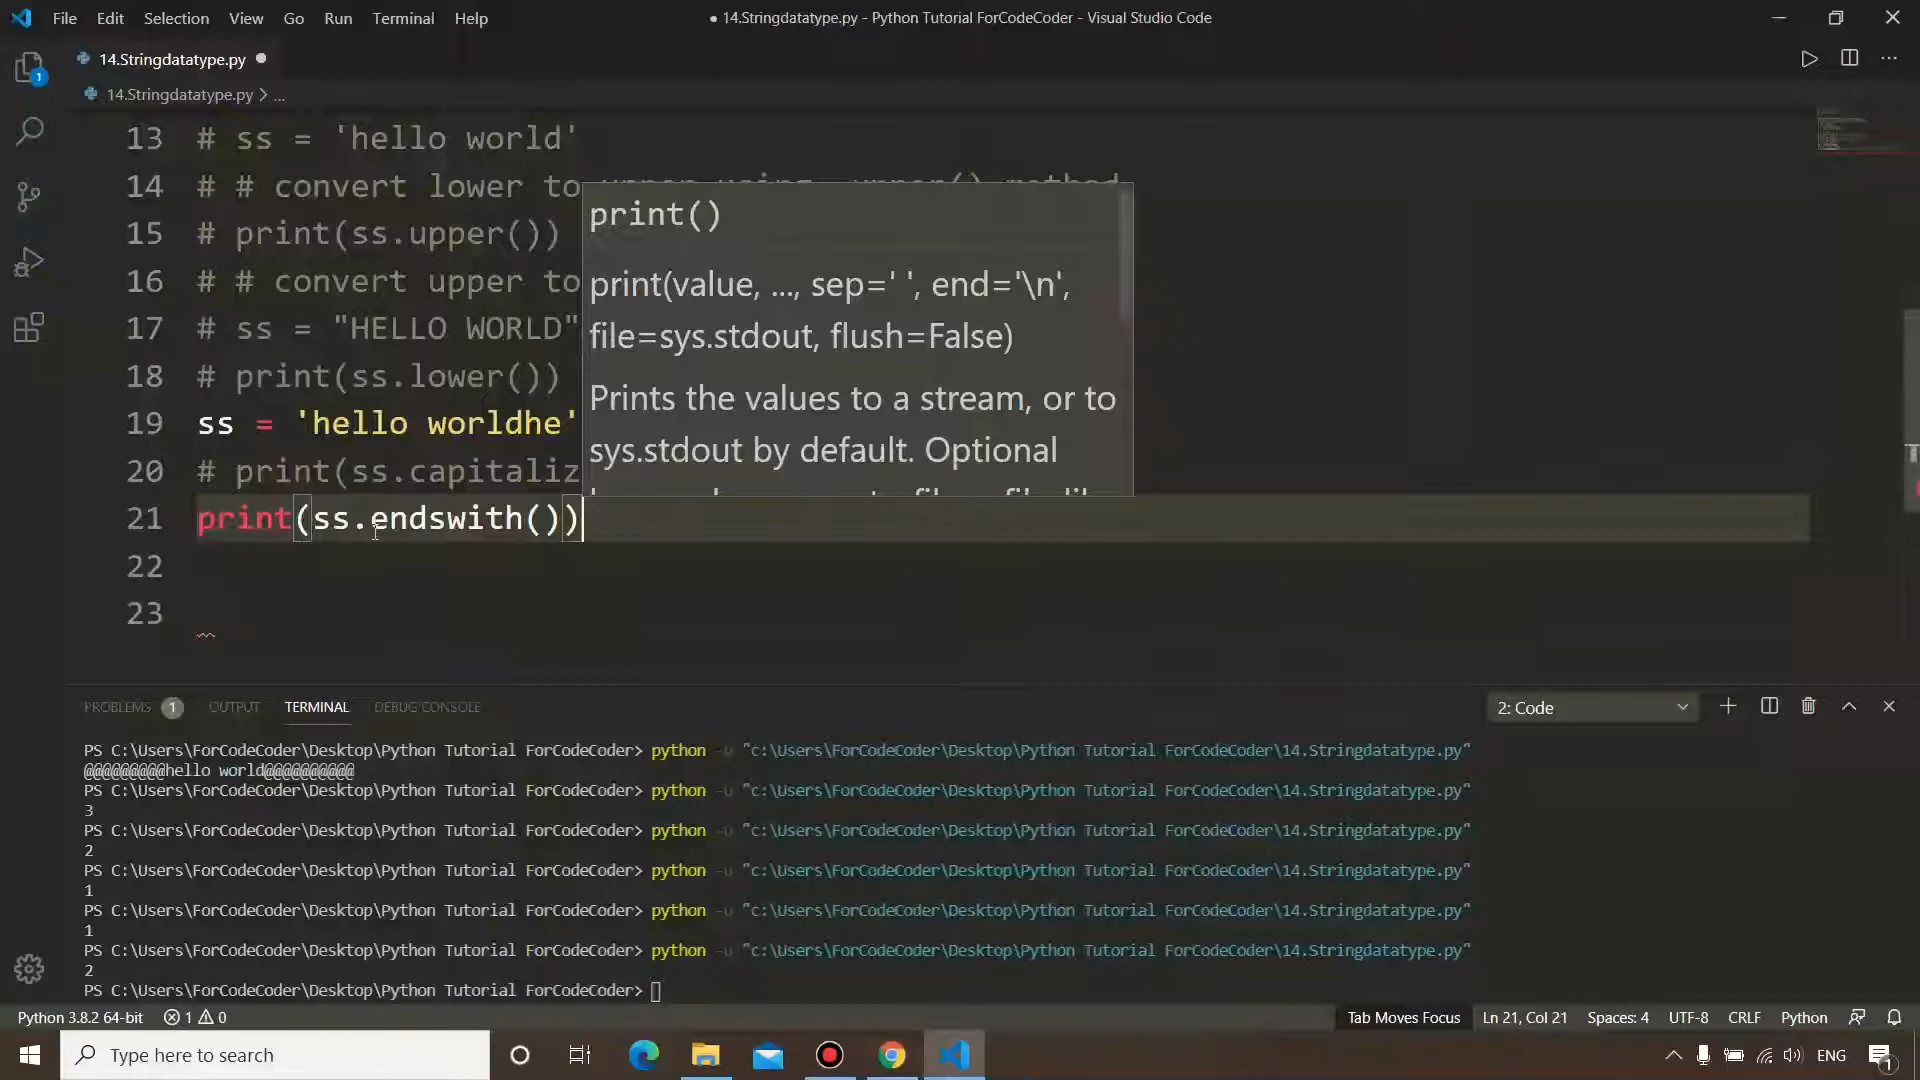 File Edit Selection View Go Run Terminal Help
● 14.Stringdatatype.py - Python Tutorial ForCodeCoder - Visual Studio Code
1
14.Stringdatatype.py
14.Stringdatatype.py > ...
13 # ss = 'hello world'
14 # # convert lower to upper using .upper() method
15 # print(ss.upper())
16 # # convert upper to
17 # ss = "HELLO WORLD"
18 # print(ss.lower())
19 ss = 'hello worldhe'
20 # print(ss.capitaliz
21 print(ss.endswith())
22
23
print()
print(value, ..., sep=' ', end='\n',
file=sys.stdout, flush=False)
Prints the values to a stream, or to
sys.stdout by default. Optional
PROBLEMS 1 OUTPUT TERMINAL DEBUG CONSOLE
2: Code
PS C:\Users\ForCodeCoder\Desktop\Python Tutorial ForCodeCoder> python -u "c:\Users\ForCodeCoder\Desktop\Python Tutorial ForCodeCoder\14.Stringdatatype.py"
@@@@@@@@@hello world@@@@@@@@@@
PS C:\Users\ForCodeCoder\Desktop\Python Tutorial ForCodeCoder> python -u "c:\Users\ForCodeCoder\Desktop\Python Tutorial ForCodeCoder\14.Stringdatatype.py"
3
PS C:\Users\ForCodeCoder\Desktop\Python Tutorial ForCodeCoder> python -u "c:\Users\ForCodeCoder\Desktop\Python Tutorial ForCodeCoder\14.Stringdatatype.py"
2
PS C:\Users\ForCodeCoder\Desktop\Python Tutorial ForCodeCoder> python -u "c:\Users\ForCodeCoder\Desktop\Python Tutorial ForCodeCoder\14.Stringdatatype.py"
1
PS C:\Users\ForCodeCoder\Desktop\Python Tutorial ForCodeCoder> python -u "c:\Users\ForCodeCoder\Desktop\Python Tutorial ForCodeCoder\14.Stringdatatype.py"
1
PS C:\Users\ForCodeCoder\Desktop\Python Tutorial ForCodeCoder> python -u "c:\Users\ForCodeCoder\Desktop\Python Tutorial ForCodeCoder\14.Stringdatatype.py"
2
PS C:\Users\ForCodeCoder\Desktop\Python Tutorial ForCodeCoder>
Python 3.8.2 64-bit 1 0 Tab Moves Focus Ln 21, Col 21 Spaces: 4 UTF-8 CRLF Python
Type here to search
ENG
1